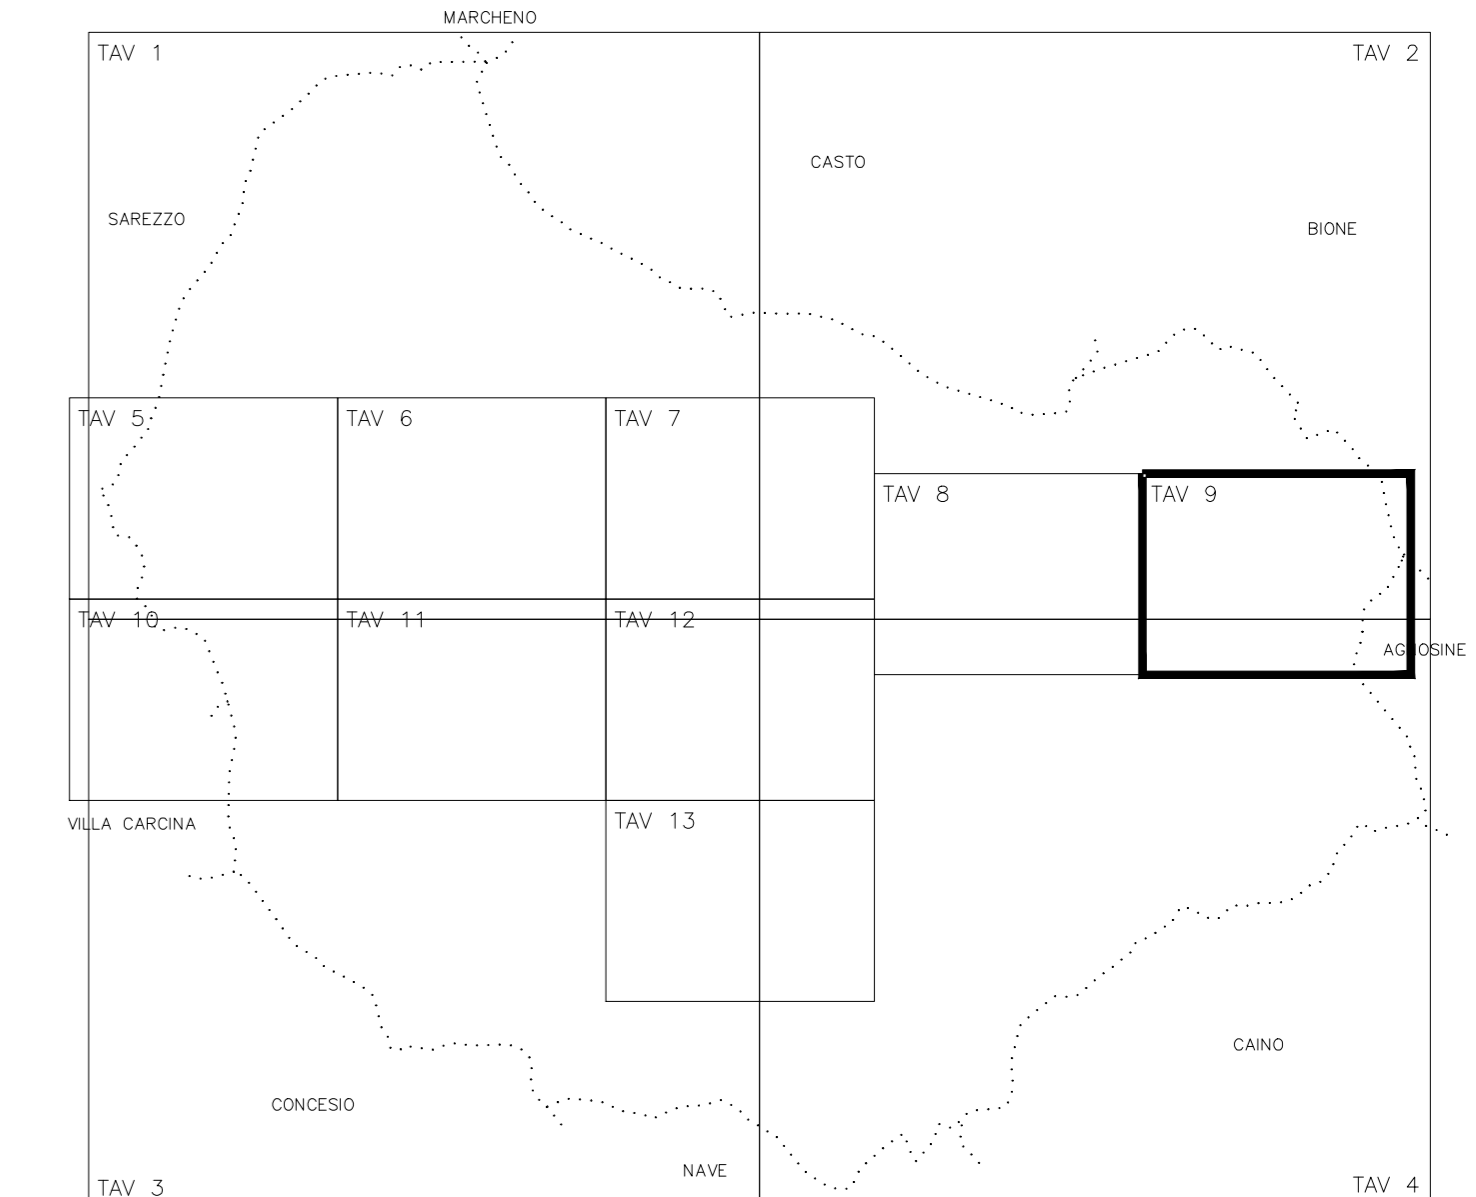 MARCHENO
TAV 1
TAV 2
CASTO
SAREZZO
BIONE
TAV 5
TAV 6
TAV 7
TAV 8
TAV 9
TAV 10
TAV 11
TAV 12
AGNOSINE
TAV 13
VILLA CARCINA
CAINO
CONCESIO
NAVE
TAV 3
TAV 4